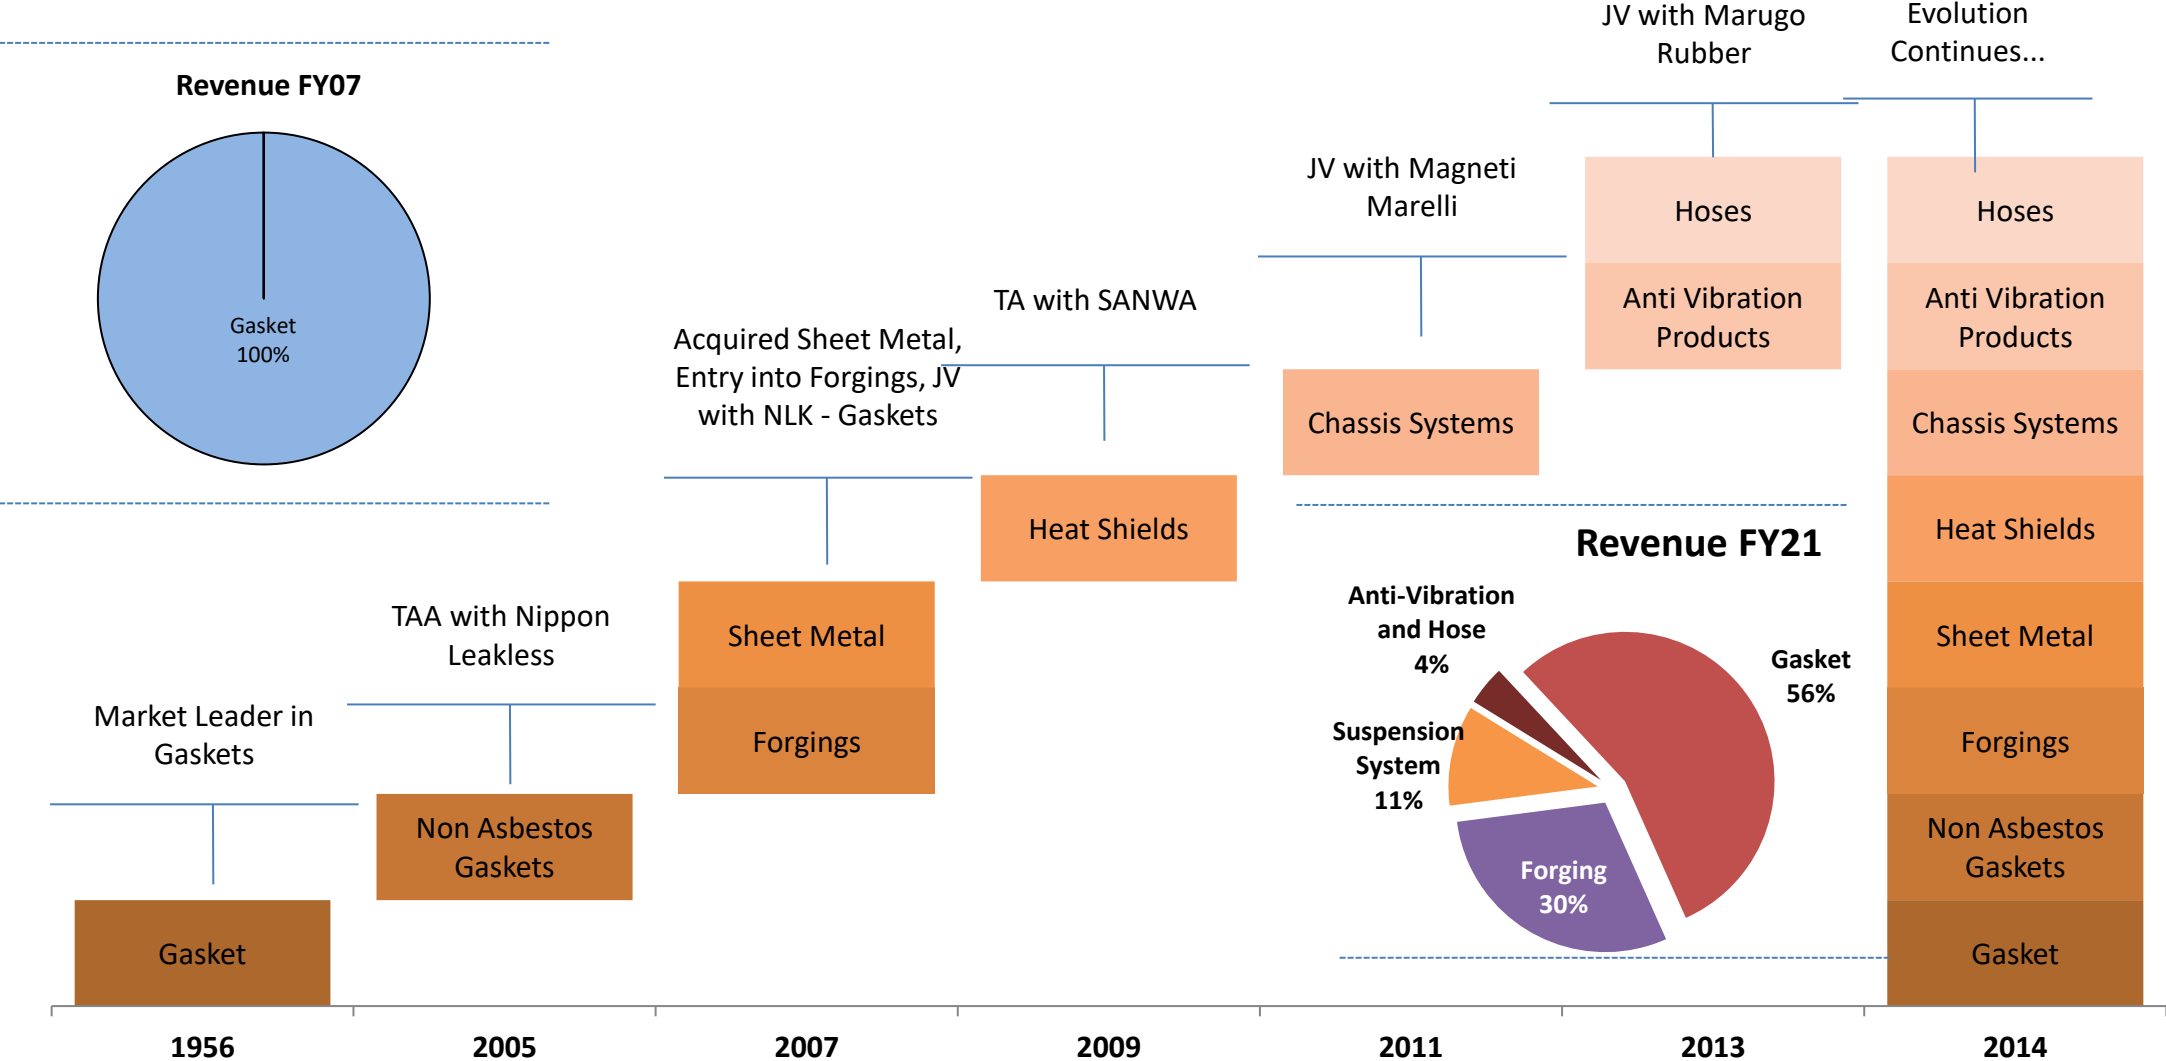 Revenue FY07
Gasket
100%
Market Leader in
Gaskets
Gasket
TAA with Nippon
Leakless
Non Asbestos
Gaskets
Acquired Sheet Metal,
Entry into Forgings, JV
with NLK - Gaskets
Sheet Metal
Forgings
TA with SANWA
Heat Shields
JV with Magneti
Marelli
Chassis Systems
JV with Marugo
Rubber
Hoses
Anti Vibration
Products
Evolution
Continues...
Hoses
Anti Vibration
Products
Chassis Systems
Heat Shields
Sheet Metal
Forgings
Non Asbestos
Gaskets
Gasket
Revenue FY21
Anti-Vibration
and Hose
4%
Gasket
56%
Suspension
System
11%
Forging
30%
1956
2005
2007
2009
2011
2013
2014